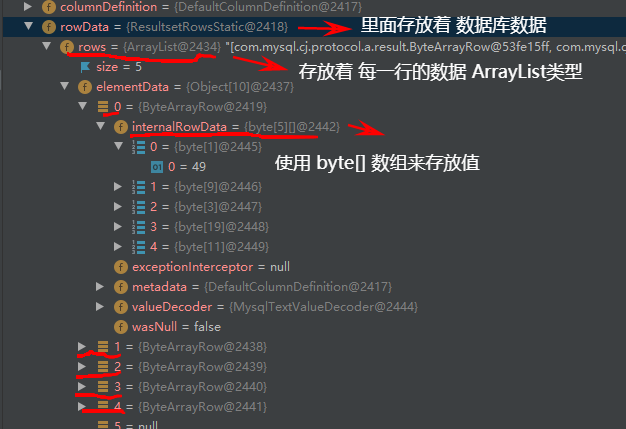 columnDefinition = {DefaultColumnDefinition@2417}
rowData = {ResultsetRowsStatic@2418} 里面存放着 数据库数据
rows = {ArrayList@2434} "[com.mysql.cj.protocol.a.result.ByteArrayRow@53fe15ff, com.mysql.c
size = 5 存放着 每一行的数据 ArrayList类型
elementData = {Object[10]@2437}
0 = {ByteArrayRow@2419}
internalRowData = {byte[5][]@2442}
0 = {byte[1]@2445}
0 = 49 使用 byte[] 数组来存放值
1 = {byte[9]@2446}
2 = {byte[3]@2447}
3 = {byte[19]@2448}
4 = {byte[11]@2449}
exceptionInterceptor = null
metadata = {DefaultColumnDefinition@2417}
valueDecoder = {MysqlTextValueDecoder@2444}
wasNull = false
1 = {ByteArrayRow@2438}
2 = {ByteArrayRow@2439}
3 = {ByteArrayRow@2440}
4 = {ByteArrayRow@2441}
5 = null